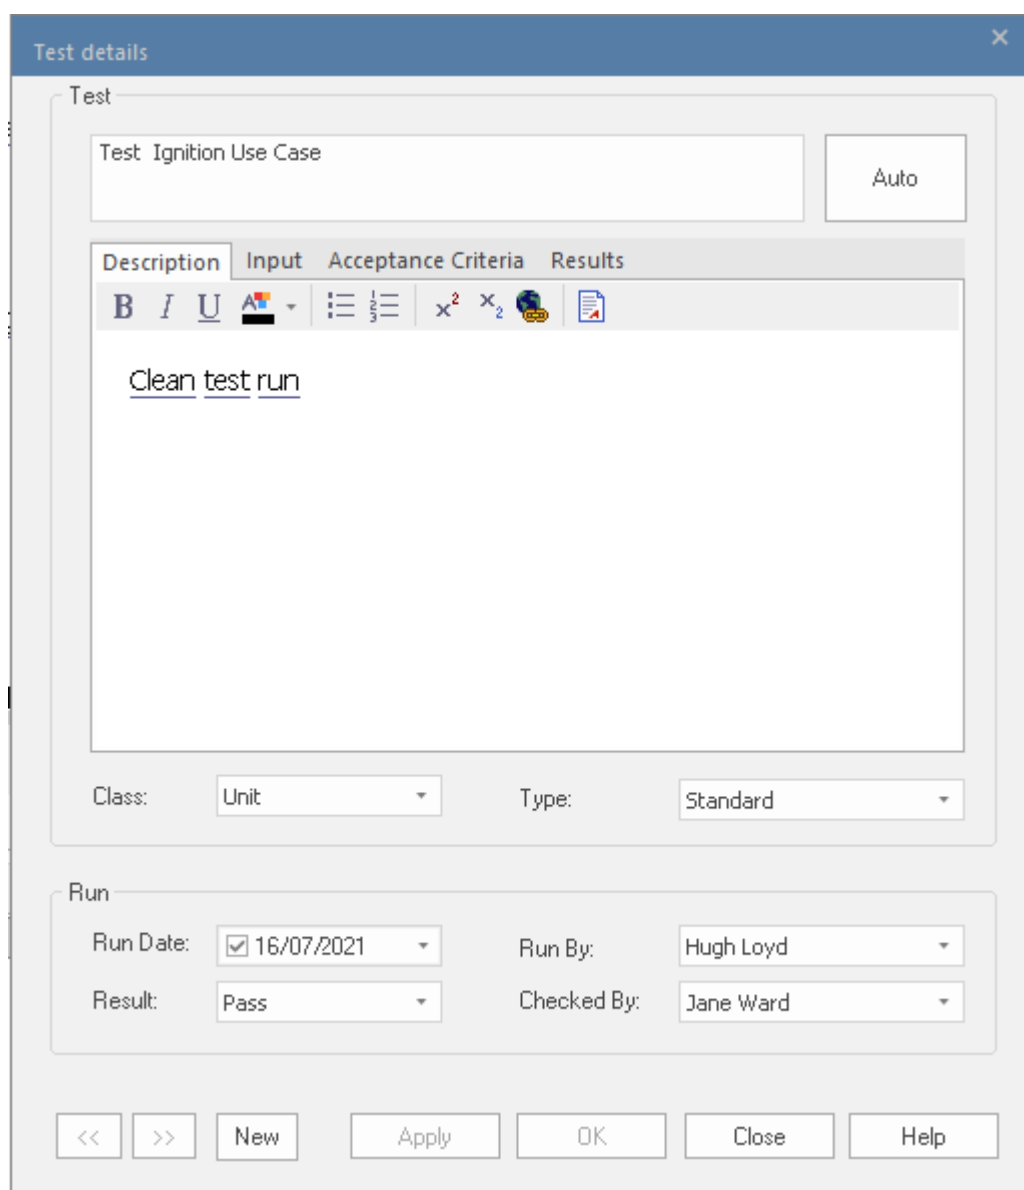 Test details
Test
Test  Ignition Use Case
Auto
Description Input Acceptance Criteria Results
B I U A x² x₂
Clean test run
Class: Unit Type: Standard
Run
Run Date: 16/07/2021 Run By: Hugh Loyd
Result: Pass Checked By: Jane Ward
<< >> New Apply OK Close Help